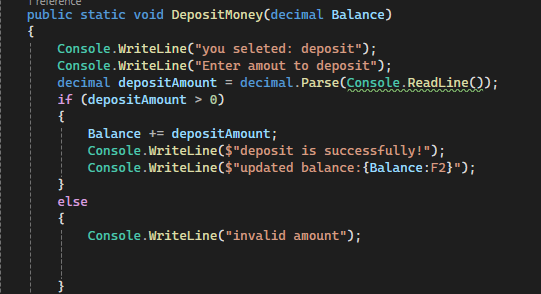 1 reference
public static void DepositMoney(decimal Balance)
{
Console.WriteLine("you seleted: deposit");
Console.WriteLine("Enter amout to deposit");
decimal depositAmount = decimal.Parse(Console.ReadLine());
if (depositAmount > 0)
{
Balance += depositAmount;
Console.WriteLine($"deposit is successfully!");
Console.WriteLine($"updated balance:{Balance:F2}");
}
else
{
Console.WriteLine("invalid amount");
}